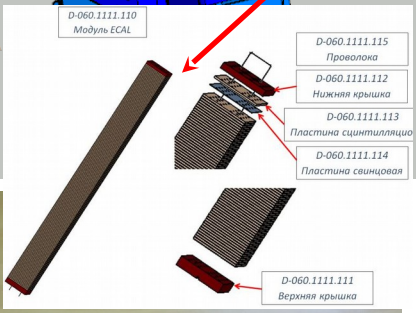 D-060.1111.110
Модуль ECAL
D-060.1111.115
Проволока
D-060.1111.112
Нижняя крышка
D-060.1111.113
Пластина сцинтилляцио
D-060.1111.114
Пластина свинцовая
D-060.1111.111
Верхняя крышка